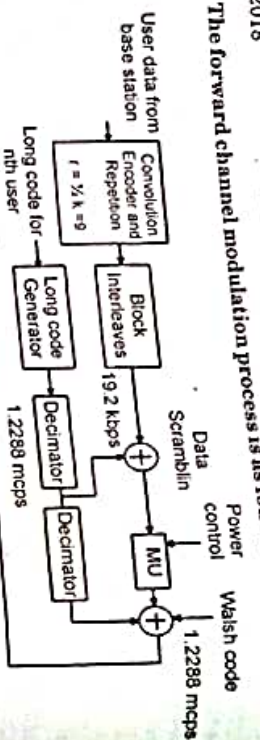 2018
The forward channel modulation process is as
User data from
base station
Convolution
Encoder and
Repetition
r = ½ k =9
Block
Interleaves
19.2 kbps
Data
Scramblin
Power
control
MU
Walsh code
1.2288 mcps
Long code for
nth user
Long code
Generator
Decimator
Decimator
1.2288 mcps